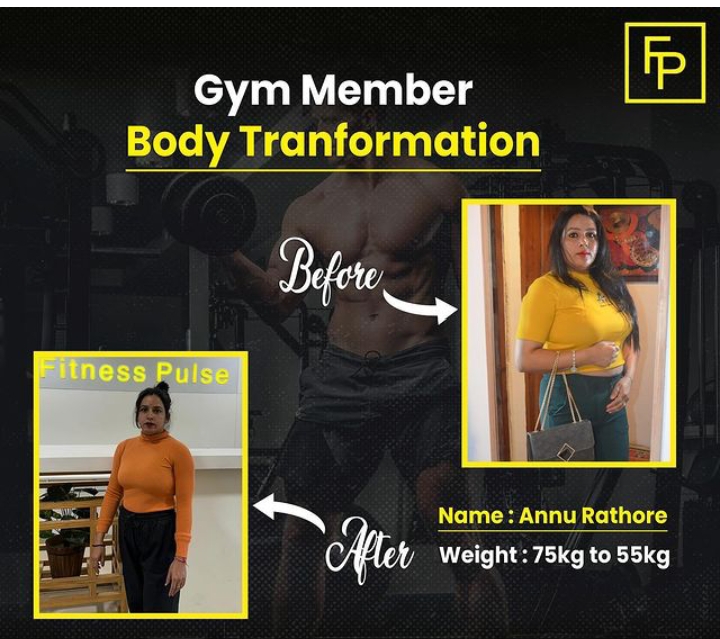 FP
Gym Member
Body Tranformation
Before
Fitness Pulse
After
Name : Annu Rathore
Weight : 75kg to 55kg